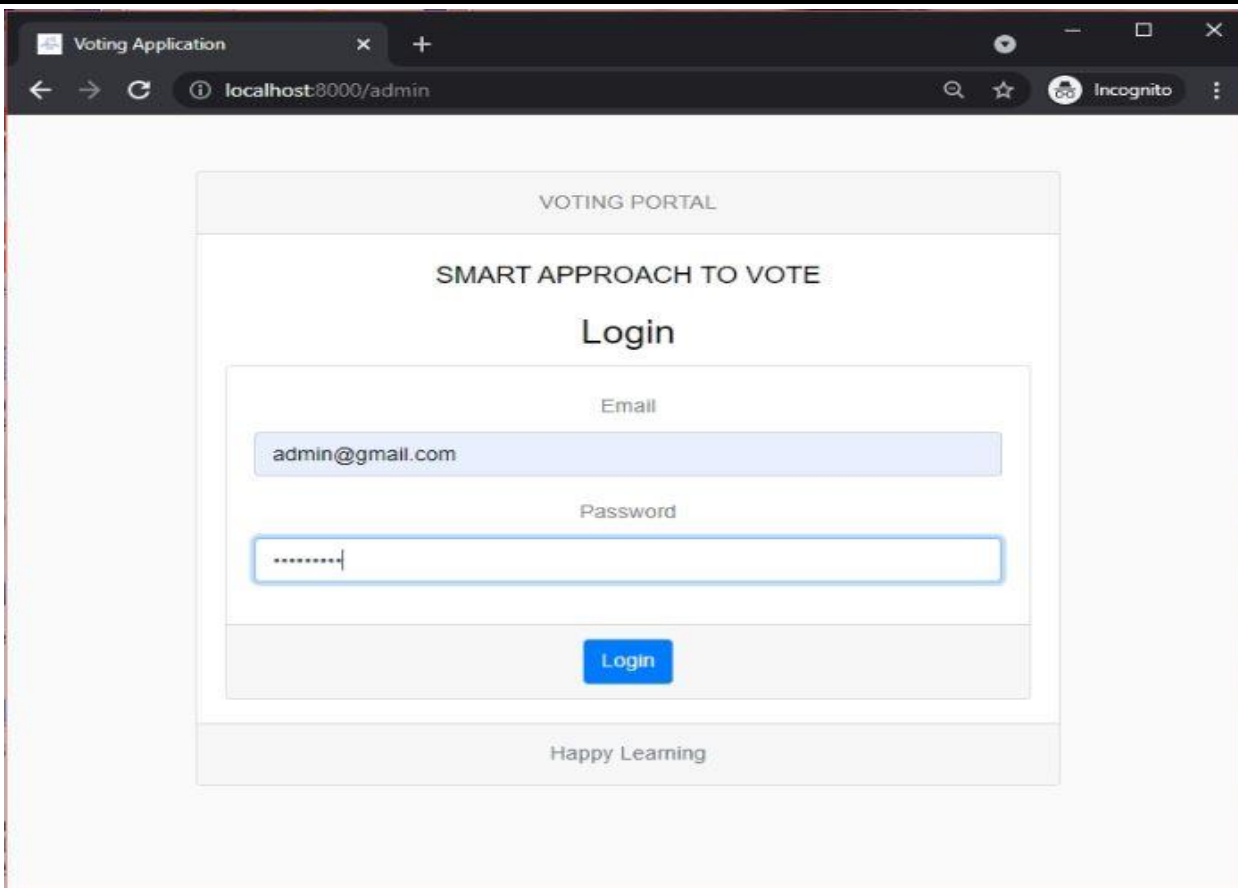 Voting Application
localhost:8000/admin
Incognito
VOTING PORTAL
SMART APPROACH TO VOTE
Login
Email
admin@gmail.com
Password
•••••••••
Login
Happy Learning